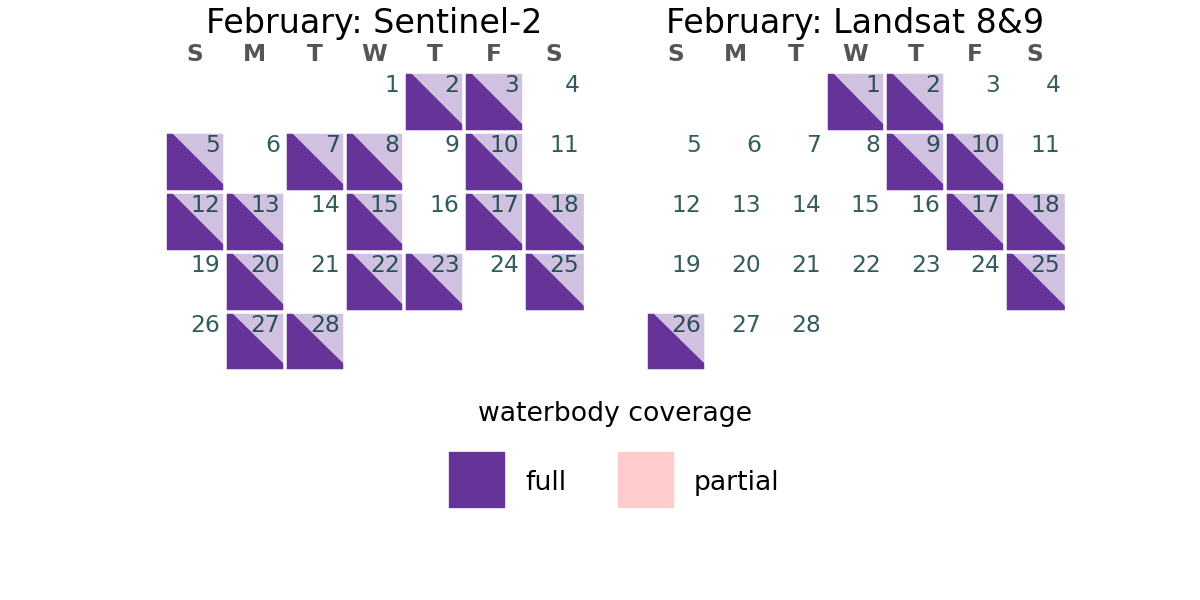 February: Sentinel-2
S M T W T F S
1 2 3 4
5 6 7 8 9 10 11
12 13 14 15 16 17 18
19 20 21 22 23 24 25
26 27 28
February: Landsat 8&9
S M T W T F S
1 2 3 4
5 6 7 8 9 10 11
12 13 14 15 16 17 18
19 20 21 22 23 24 25
26 27 28
waterbody coverage
full partial